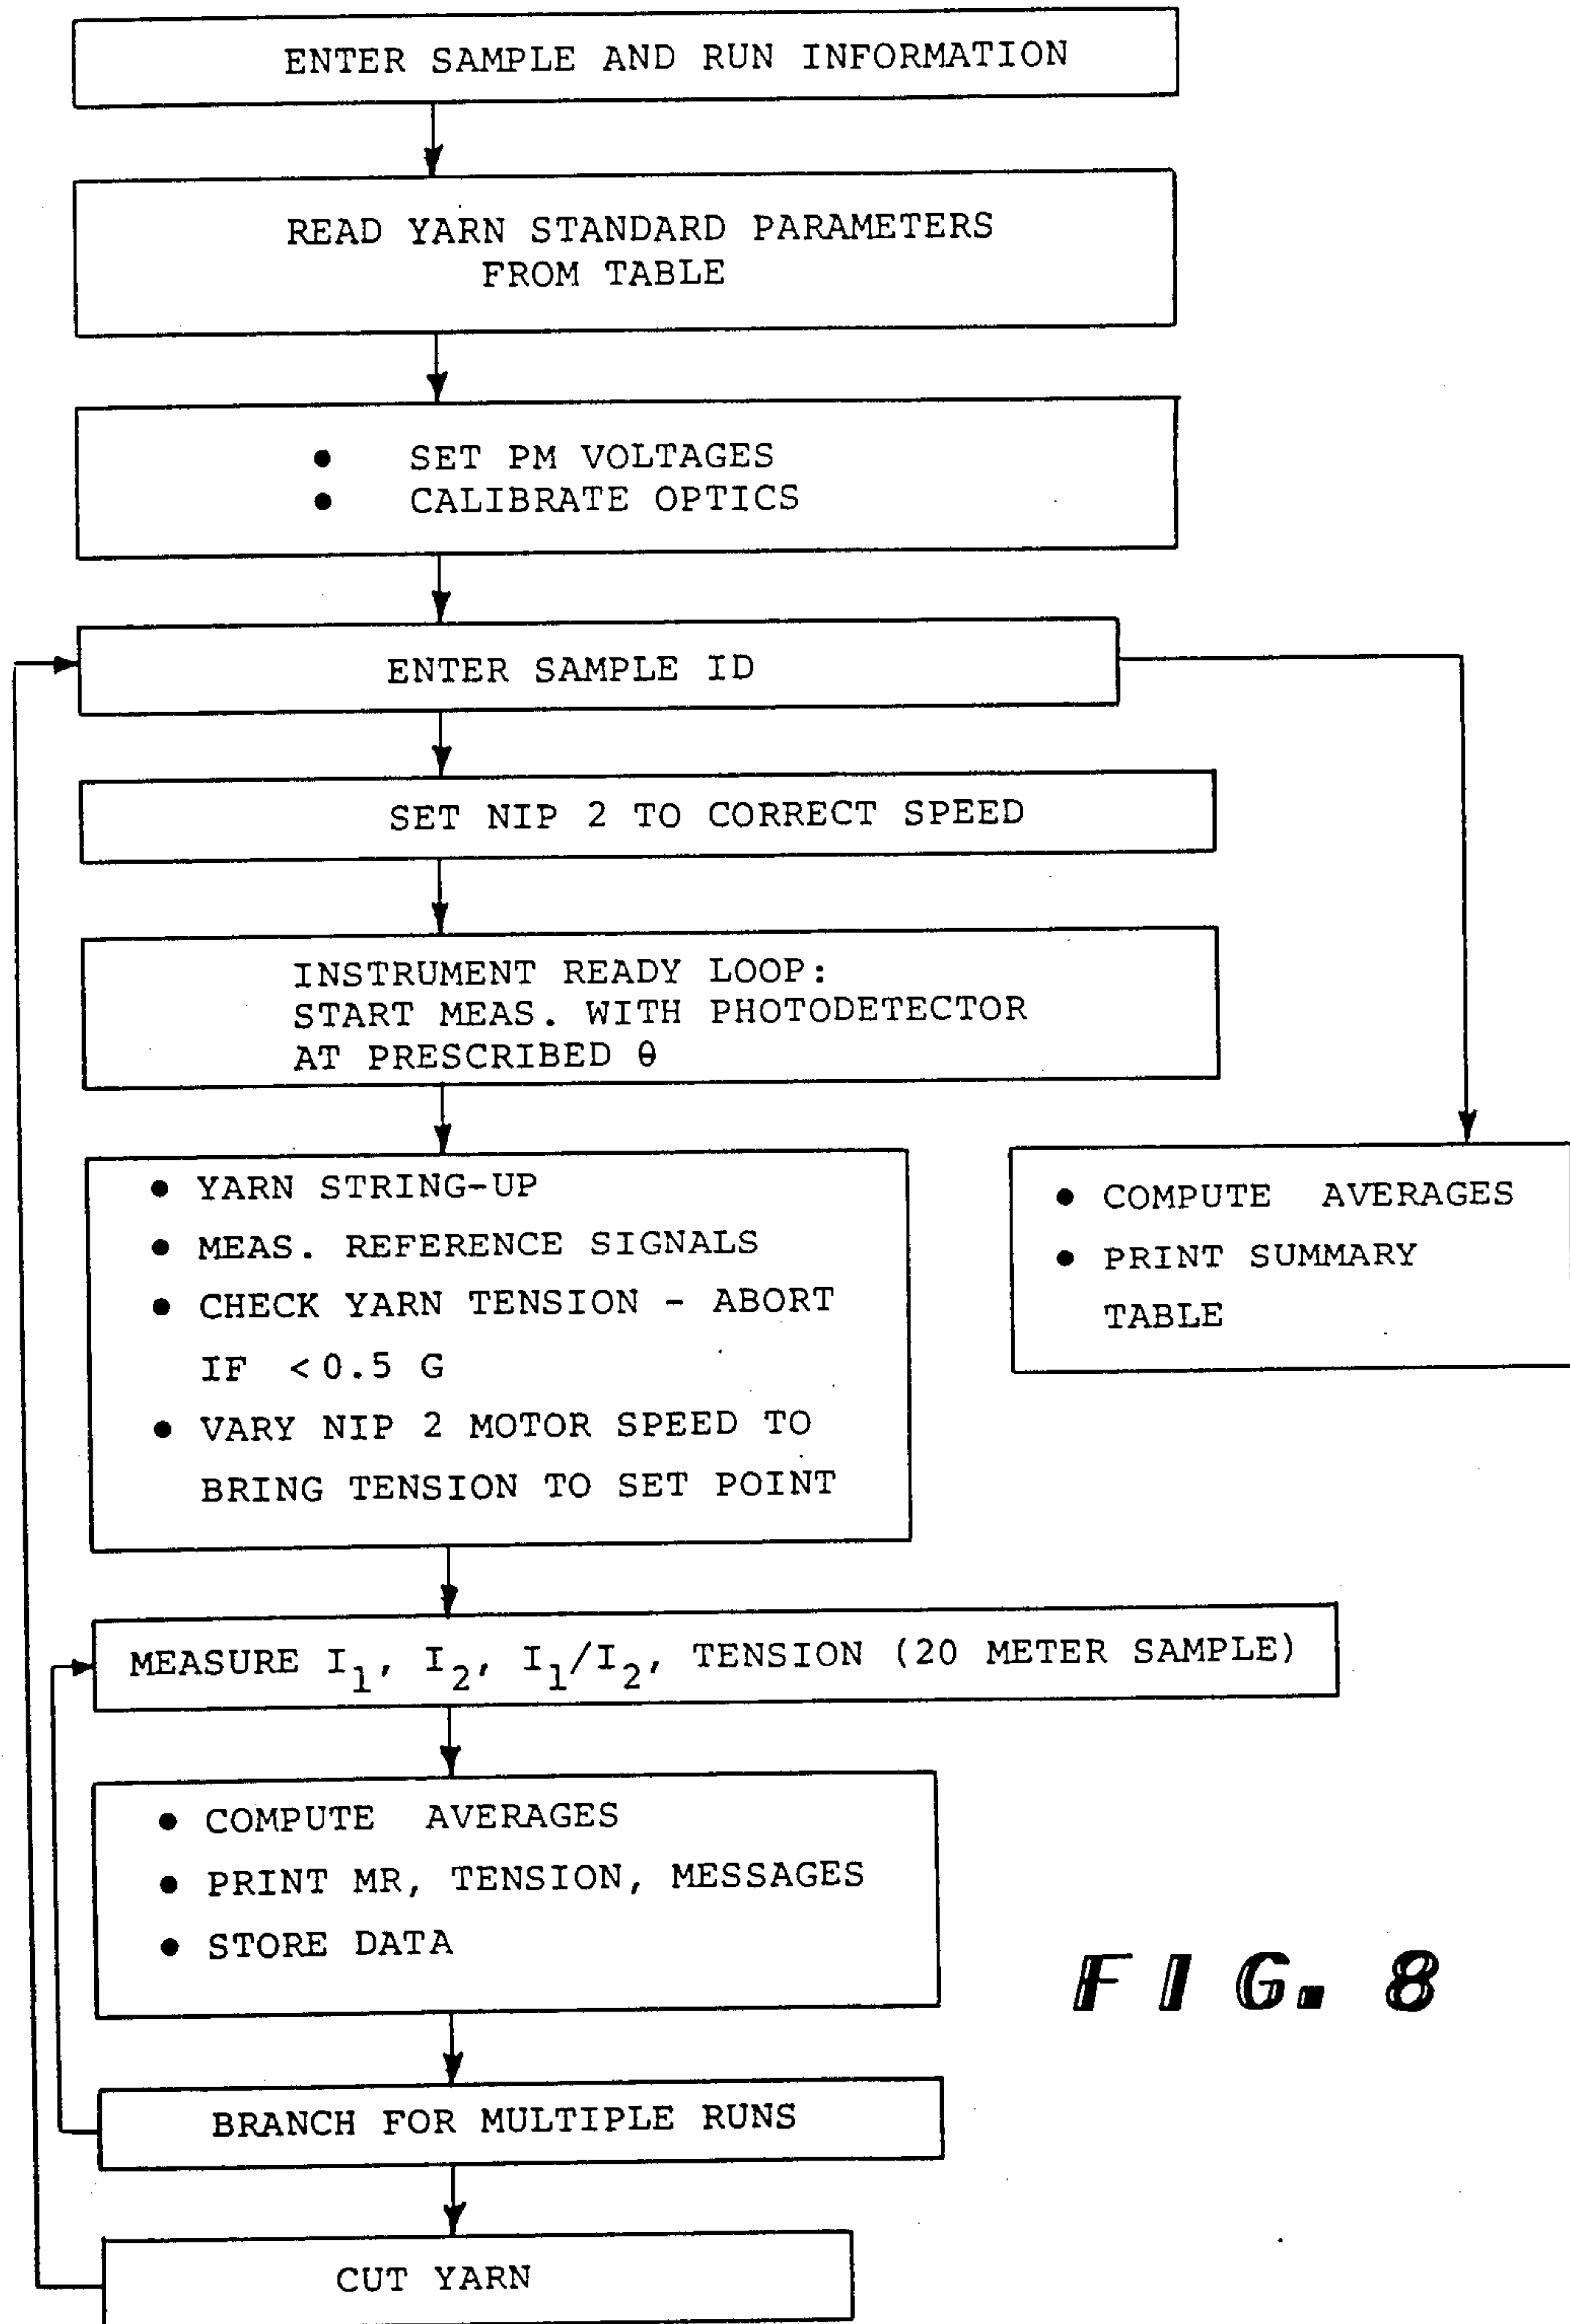 ENTER SAMPLE AND RUN INFORMATION
READ YARN STANDARD PARAMETERS
FROM TABLE
● SET PM VOLTAGES
● CALIBRATE OPTICS
ENTER SAMPLE ID
SET NIP 2 TO CORRECT SPEED
INSTRUMENT READY LOOP:
START MEAS. WITH PHOTODETECTOR
AT PRESCRIBED θ
● YARN STRING-UP
● MEAS. REFERENCE SIGNALS
● CHECK YARN TENSION - ABORT
IF <0.5 G
● VARY NIP 2 MOTOR SPEED TO
BRING TENSION TO SET POINT
● COMPUTE AVERAGES
● PRINT SUMMARY
TABLE
MEASURE I₁, I₂, I₁/I₂, TENSION (20 METER SAMPLE)
● COMPUTE AVERAGES
● PRINT MR, TENSION, MESSAGES
● STORE DATA
BRANCH FOR MULTIPLE RUNS
CUT YARN
FIG. 8